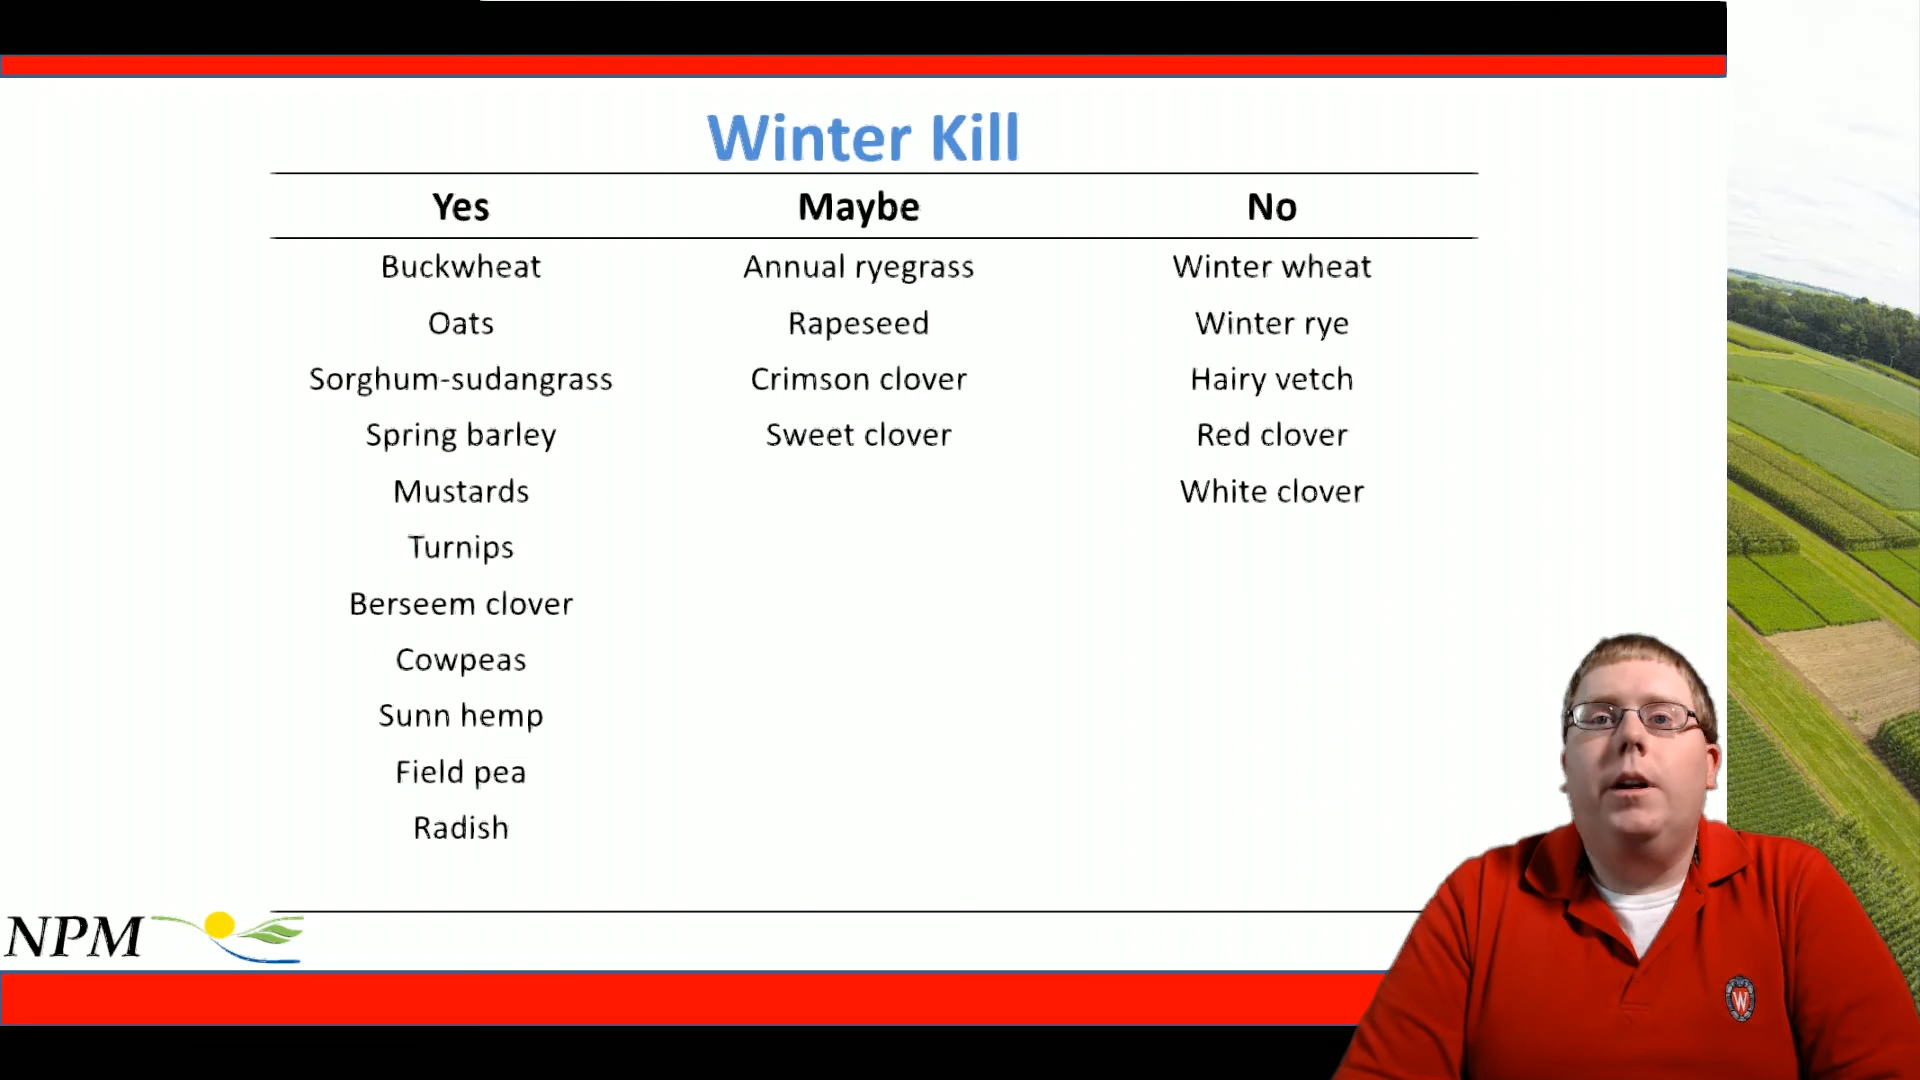 Winter Kill
Yes Maybe No
Buckwheat Annual ryegrass Winter wheat
Oats Rapeseed Winter rye
Sorghum-sudangrass Crimson clover Hairy vetch
Spring barley Sweet clover Red clover
Mustards White clover
Turnips
Berseem clover
Cowpeas
Sunn hemp
Field pea
Radish
NPM
W